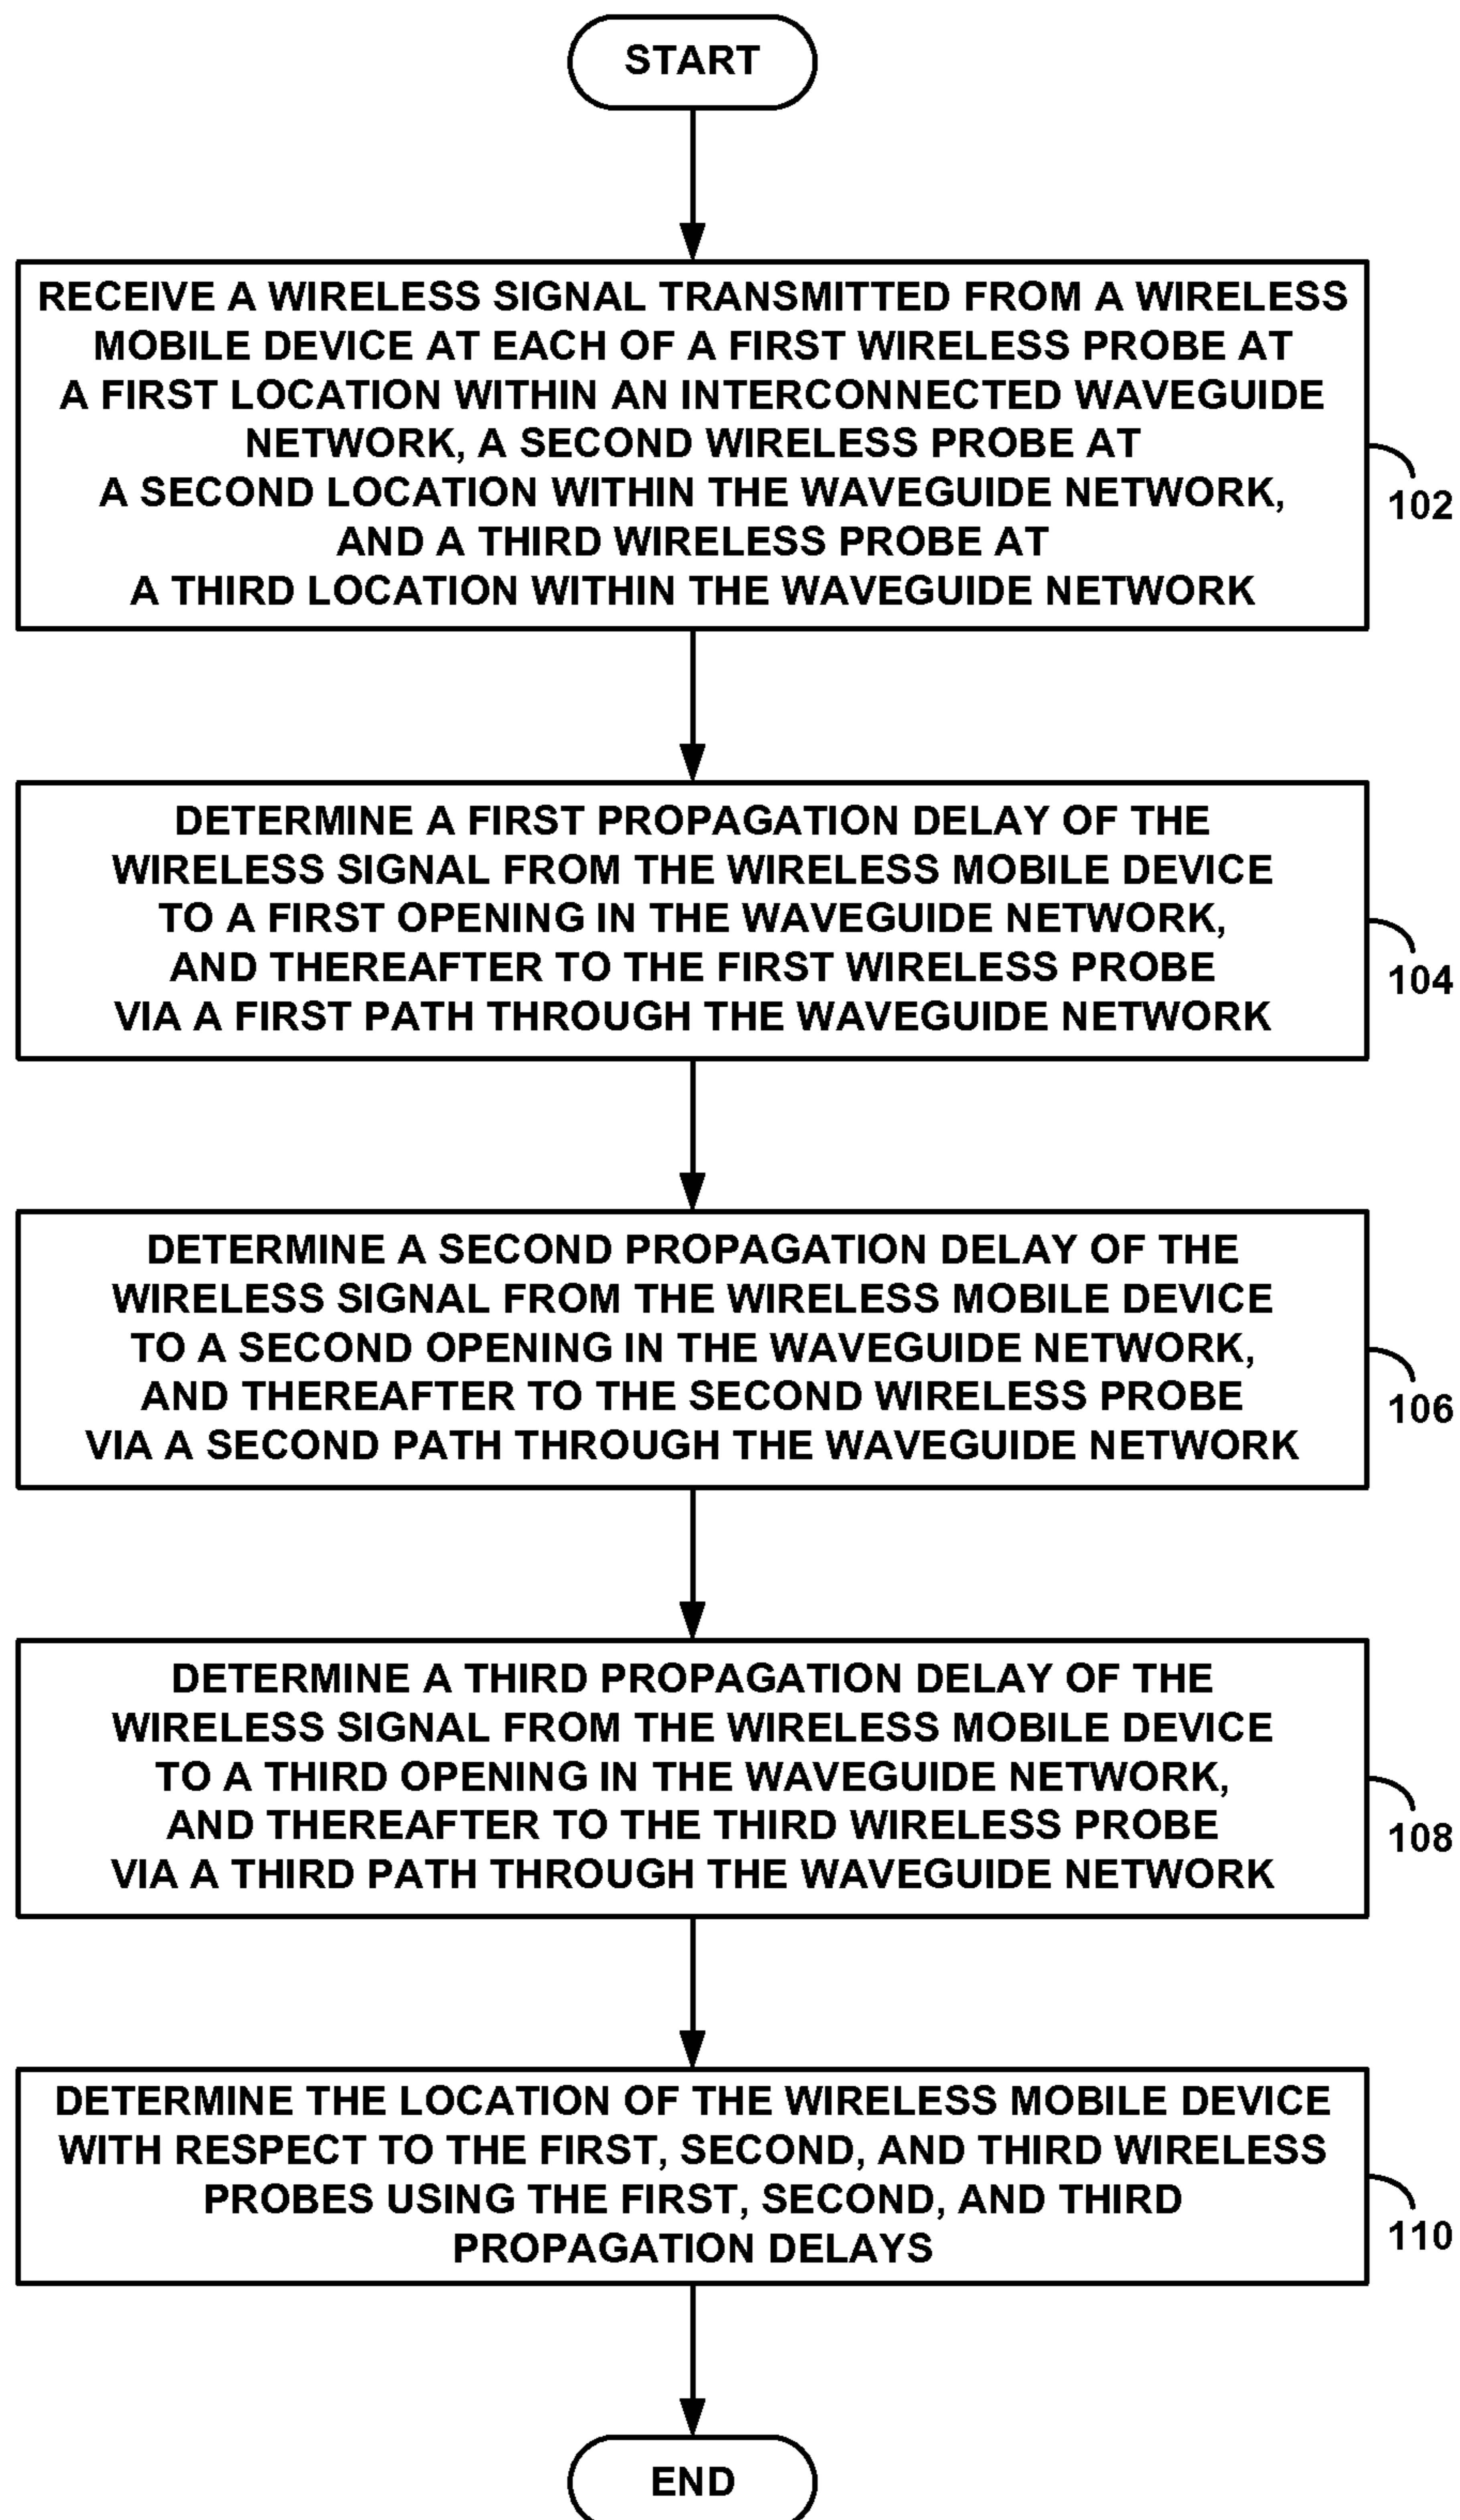 START
RECEIVE A WIRELESS SIGNAL TRANSMITTED FROM A WIRELESS
MOBILE DEVICE AT EACH OF A FIRST WIRELESS PROBE AT
A FIRST LOCATION WITHIN AN INTERCONNECTED WAVEGUIDE
NETWORK, A SECOND WIRELESS PROBE AT
A SECOND LOCATION WITHIN THE WAVEGUIDE NETWORK,
AND A THIRD WIRELESS PROBE AT
A THIRD LOCATION WITHIN THE WAVEGUIDE NETWORK
102
DETERMINE A FIRST PROPAGATION DELAY OF THE
WIRELESS SIGNAL FROM THE WIRELESS MOBILE DEVICE
TO A FIRST OPENING IN THE WAVEGUIDE NETWORK,
AND THEREAFTER TO THE FIRST WIRELESS PROBE
VIA A FIRST PATH THROUGH THE WAVEGUIDE NETWORK
104
DETERMINE A SECOND PROPAGATION DELAY OF THE
WIRELESS SIGNAL FROM THE WIRELESS MOBILE DEVICE
TO A SECOND OPENING IN THE WAVEGUIDE NETWORK,
AND THEREAFTER TO THE SECOND WIRELESS PROBE
VIA A SECOND PATH THROUGH THE WAVEGUIDE NETWORK
106
DETERMINE A THIRD PROPAGATION DELAY OF THE
WIRELESS SIGNAL FROM THE WIRELESS MOBILE DEVICE
TO A THIRD OPENING IN THE WAVEGUIDE NETWORK,
AND THEREAFTER TO THE THIRD WIRELESS PROBE
VIA A THIRD PATH THROUGH THE WAVEGUIDE NETWORK
108
DETERMINE THE LOCATION OF THE WIRELESS MOBILE DEVICE
WITH RESPECT TO THE FIRST, SECOND, AND THIRD WIRELESS
PROBES USING THE FIRST, SECOND, AND THIRD
PROPAGATION DELAYS
110
END